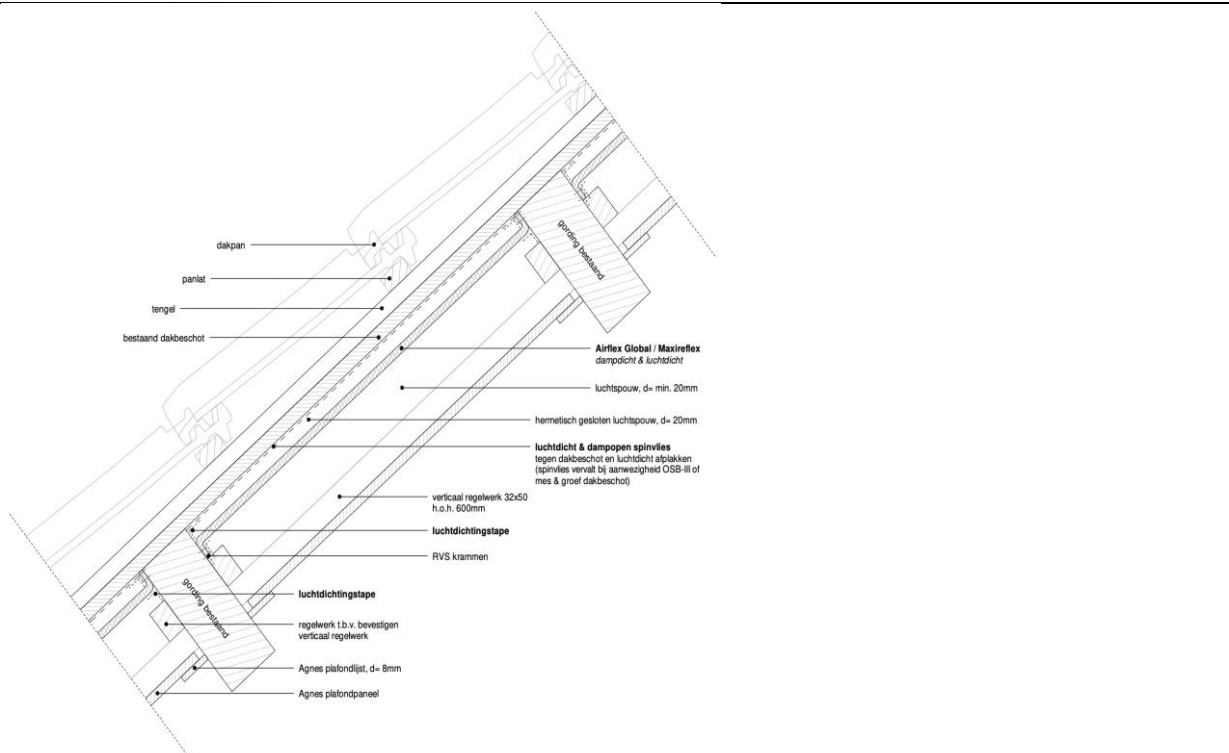 dakpan
panlat
tengel
bestaand dakbeschot
gording bestaand
Airflex Global / Maxireflex
dampdicht & luchtdicht
luchtspouw, d= min. 20mm
hermetisch gesloten luchtspouw, d= 20mm
luchtdicht & dampopen spinvlies
tegen dakbeschot en luchtdicht afplakken
(spinvlies vervalt bij aanwezigheid OSB-III of
mes & groef dakbeschot)
verticaal regelwerk 32x50
h.o.h. 600mm
luchtdichtingstape
RVS krammen
gording bestaand
luchtdichtingstape
regelwerk t.b.v. bevestigen
verticaal regelwerk
Agnes plafondlijst, d= 8mm
Agnes plafondpaneel